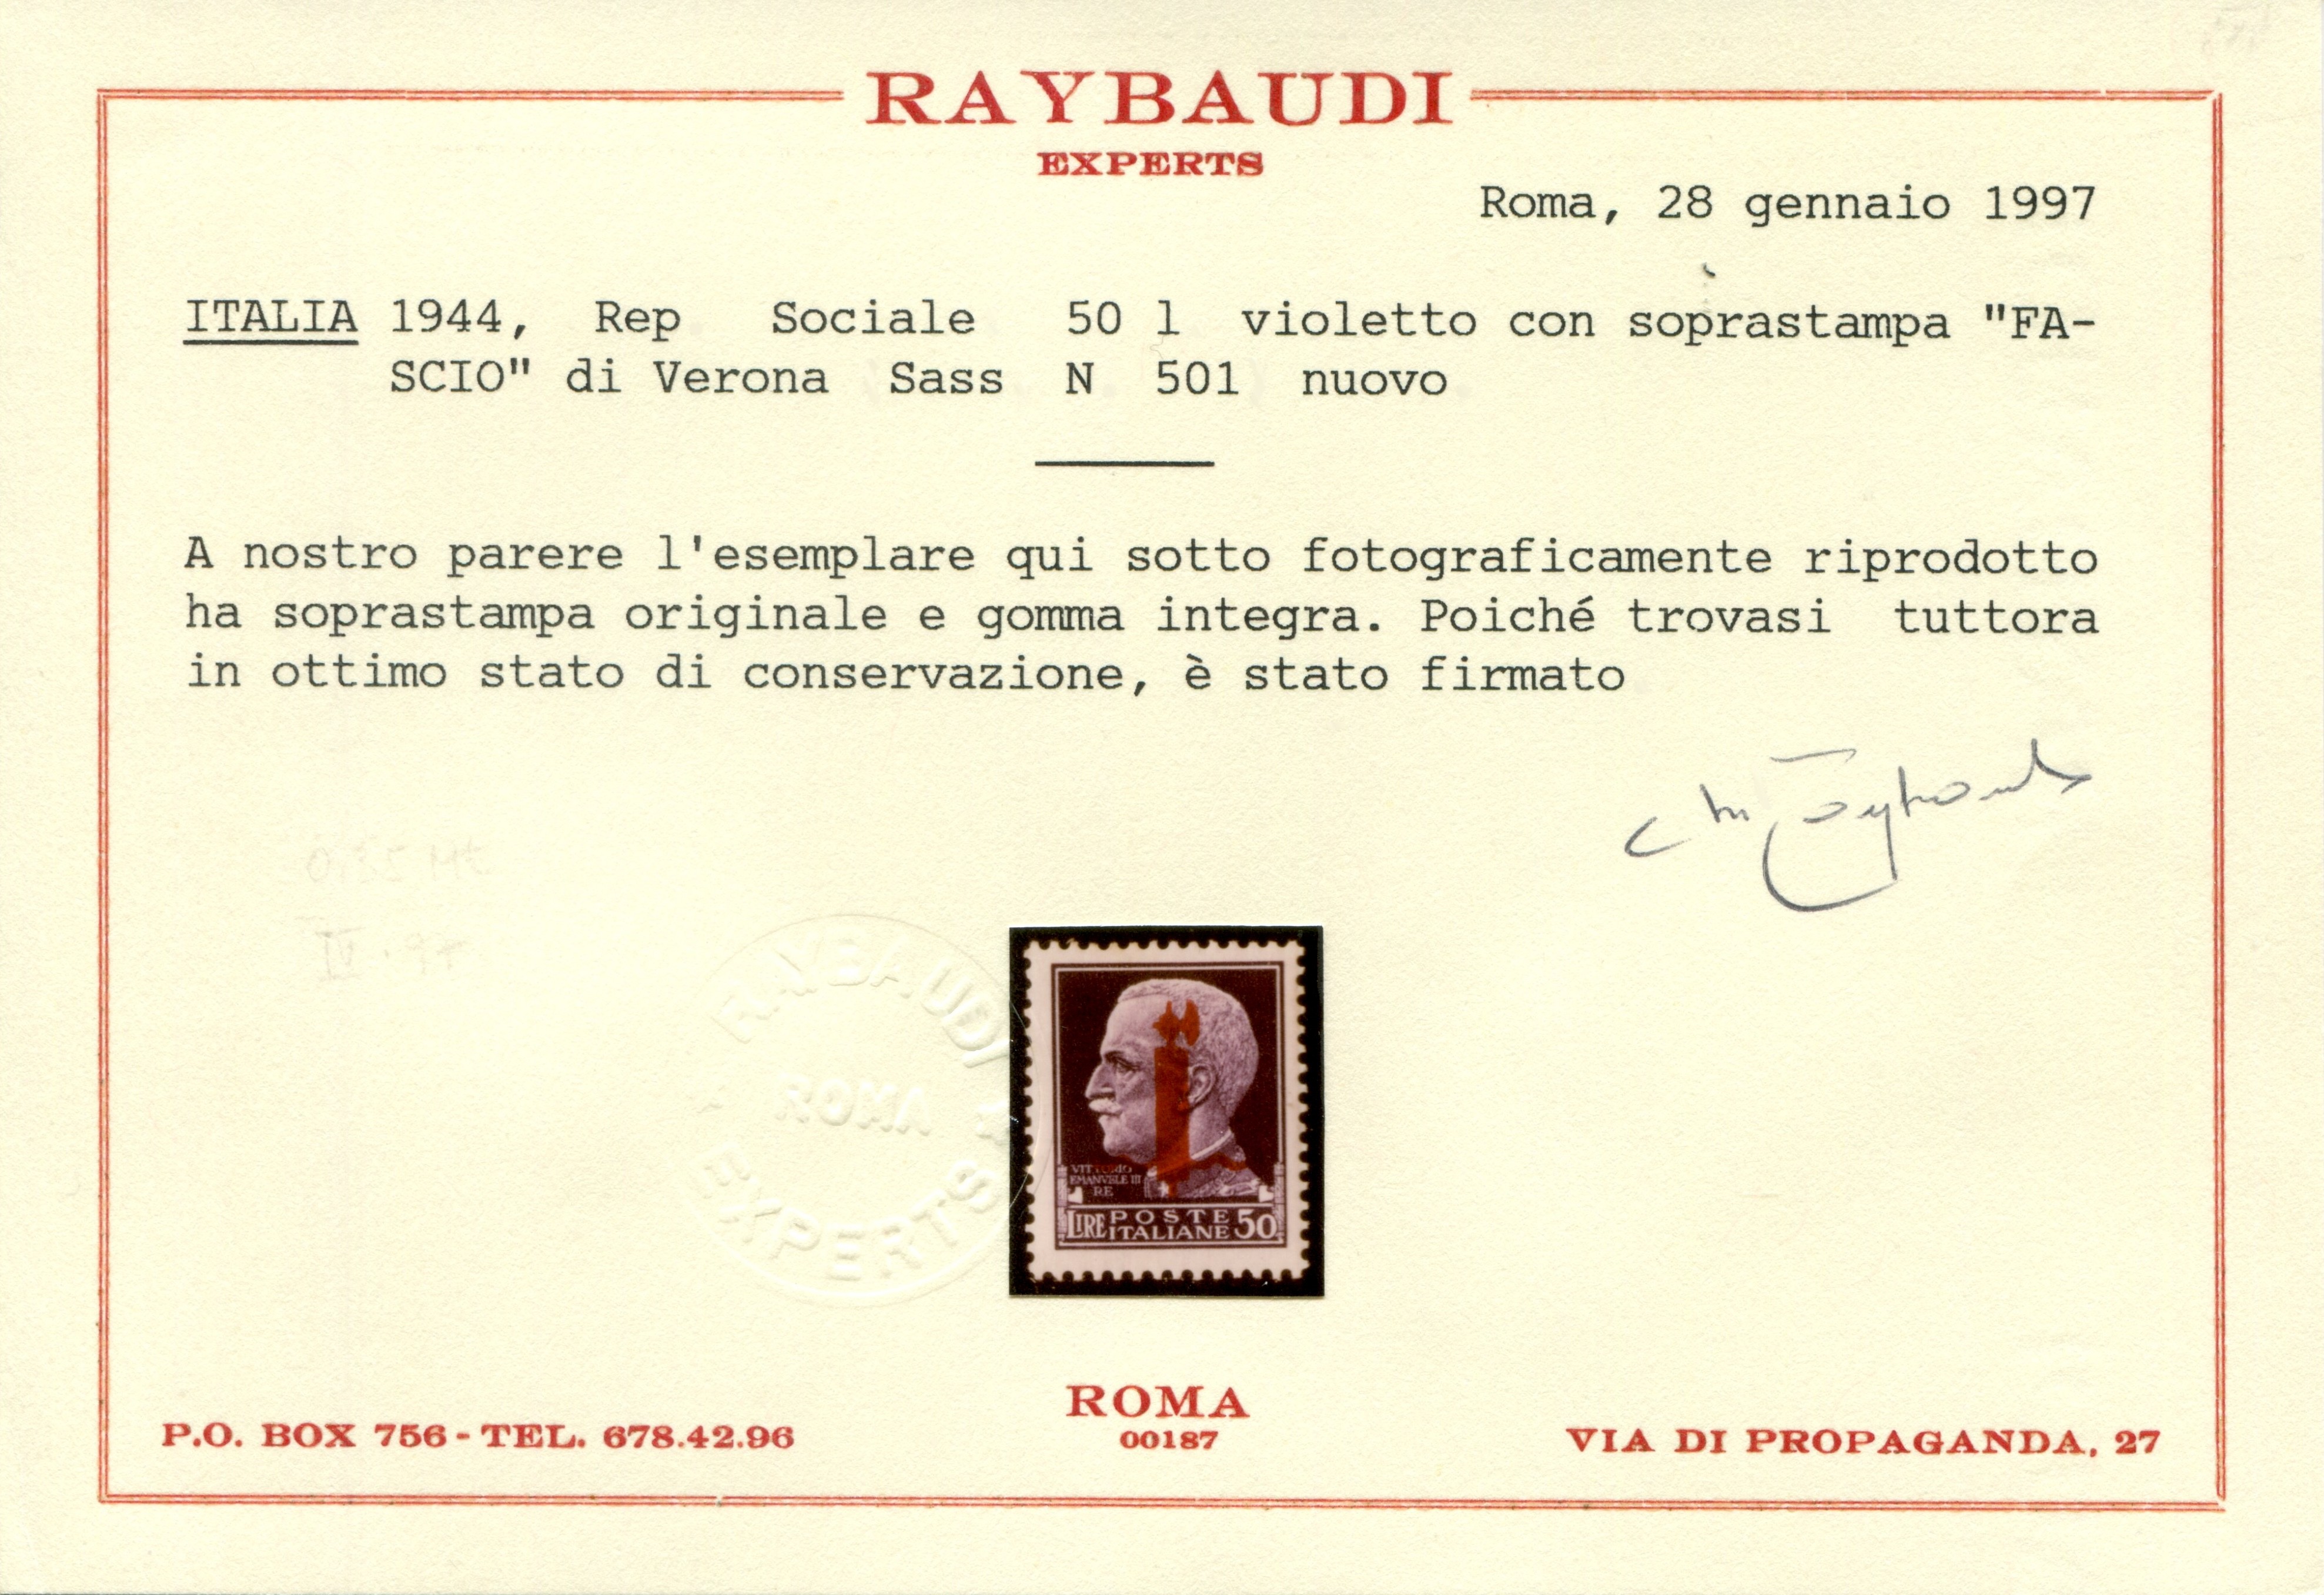 RAYBAUDI
EXPERTS
Roma, 28 gennaio 1997
ITALIA 1944, Rep Sociale 50 l violetto con soprastampa "FA-
SCIO" di Verona Sass N 501 nuovo
A nostro parere l'esemplare qui sotto fotograficamente riprodotto
ha soprastampa originale e gomma integra. Poiché trovasi tuttora
in ottimo stato di conservazione, è stato firmato
RAYBAUDI
ROMA
EXPERTS
VITTORIO
EMANVELE III
RE
LIRE POSTE ITALIANE 50
ROMA
00187
P.O. BOX 756 - TEL. 678.42.96
VIA DI PROPAGANDA, 27